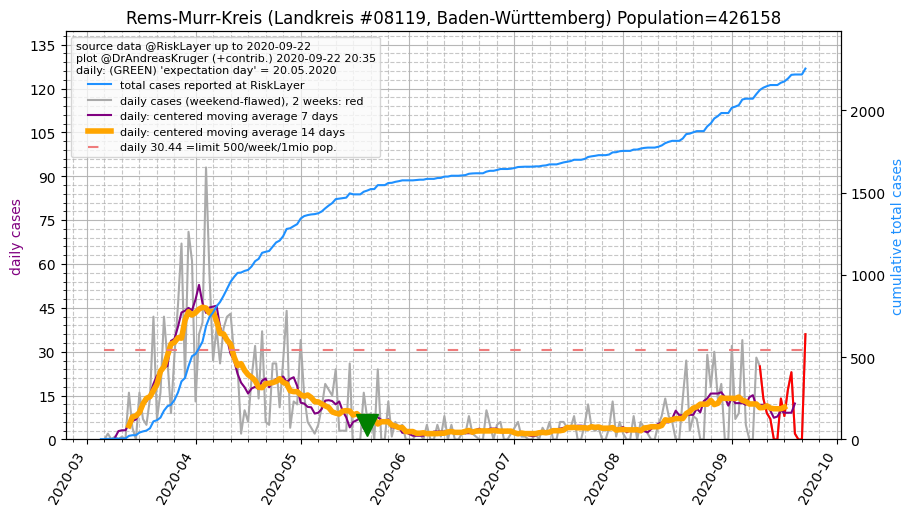 Rems-Murr-Kreis (Landkreis #08119, Baden-Württemberg) Population=426158
source data @RiskLayer up to 2020-09-22
plot @DrAndreasKruger (+contrib.) 2020-09-22 20:35
daily: (GREEN) 'expectation day' = 20.05.2020
total cases reported at RiskLayer
daily cases (weekend-flawed), 2 weeks: red
daily: centered moving average 7 days
daily: centered moving average 14 days
daily 30.44 =limit 500/week/1mio pop.
daily cases
135
120
105
90
75
60
45
30
15
0
2000
1500
1000
500
0
cumulative total cases
2020-03
2020-04
2020-05
2020-06
2020-07
2020-08
2020-09
2020-10